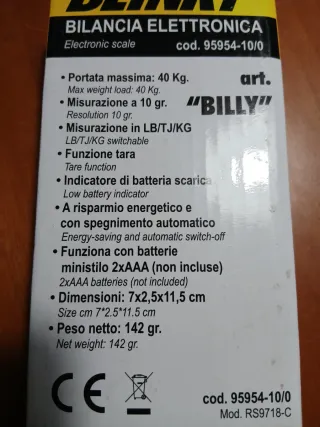 BLINKY
BILANCIA ELETTRONICA
Electronic scale cod. 95954-10/0
• Portata massima: 40 Kg. art.
Max weight load: 40 Kg.
• Misurazione a 10 gr. "BILLY"
Resolution 10 gr.
• Misurazione in LB/TJ/KG
LB/TJ/KG switchable
• Funzione tara
Tare function
• Indicatore di batteria scarica
Low battery indicator
• A risparmio energetico e
con spegnimento automatico
Energy-saving and automatic switch-off
• Funziona con batterie
ministilo 2xAAA (non incluse)
2xAAA batteries (not included)
• Dimensioni: 7x2,5x11,5 cm
Size cm 7*2.5*11.5 cm
• Peso netto: 142 gr.
Net weight: 142 gr.
CE
cod. 95954-10/0
Mod. RS9718-C